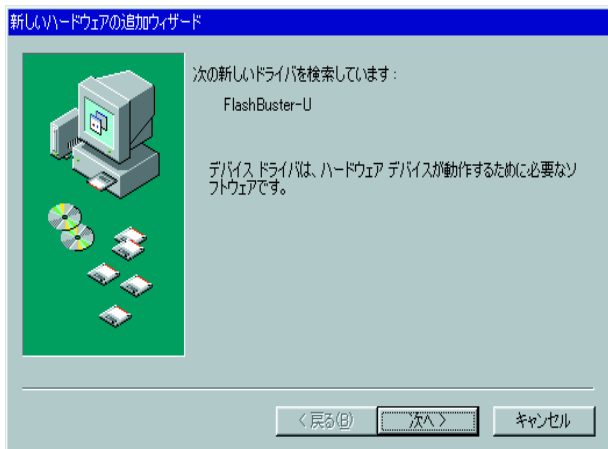 新しいハードウェアの追加ウィザード
次の新しいドライバを検索しています：
FlashBuster-U
デバイス ドライバは、ハードウェア デバイスが動作するために必要なソ
フトウェアです。
< 戻る(B)
次へ >
キャンセル